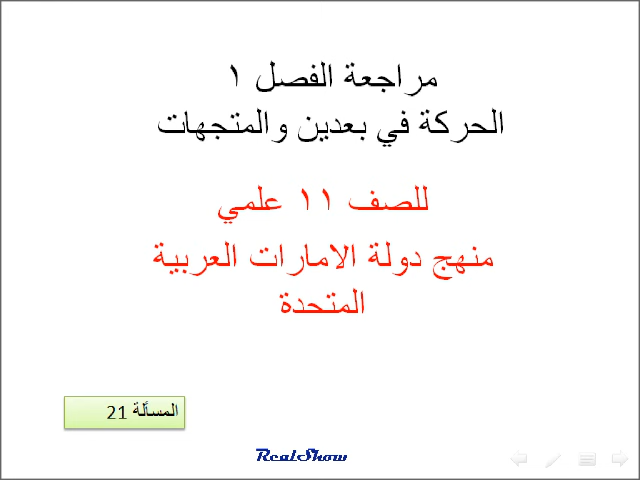 مراجعة الفصل ١
الحركة في بعدين والمتجهات
للصف ١١ علمي
منهج دولة الامارات العربية
المتحدة
المسألة 21
RealShow